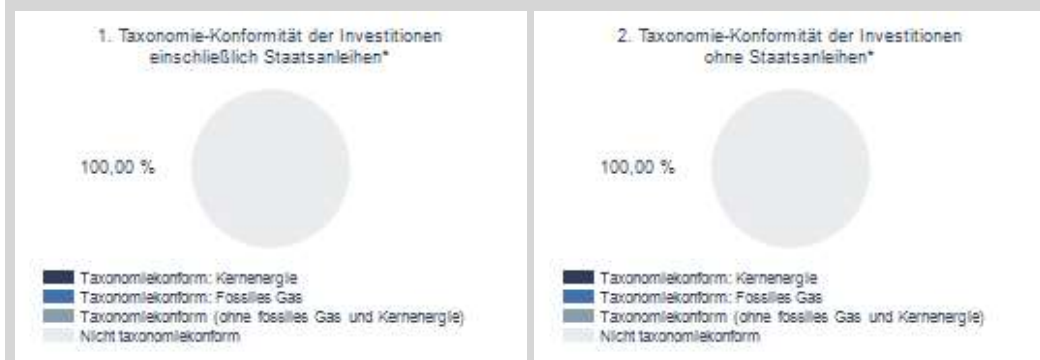 1. Taxonomie-Konformität der Investitionen
einschließlich Staatsanleihen*
100,00 %
Taxonomiekonform: Kernenergie
Taxonomiekonform: Fossiles Gas
Taxonomiekonform (ohne fossiles Gas und Kernenergie)
Nicht taxonomiekonform
2. Taxonomie-Konformität der Investitionen
ohne Staatsanleihen*
100,00 %
Taxonomiekonform: Kernenergie
Taxonomiekonform: Fossiles Gas
Taxonomiekonform (ohne fossiles Gas und Kernenergie)
Nicht taxonomiekonform